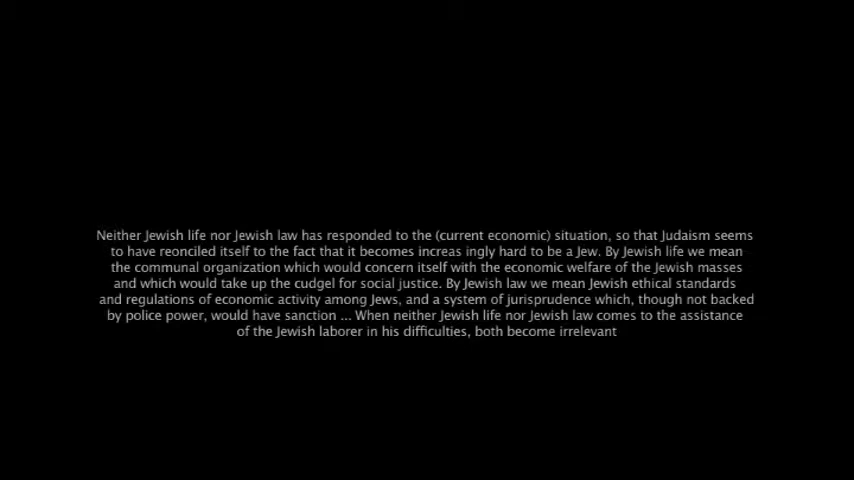 Neither Jewish life nor Jewish law has responded to the (current economic) situation, so that Judaism seems
to have reonciled itself to the fact that it becomes increas ingly hard to be a Jew. By Jewish life we mean
the communal organization which would concern itself with the economic welfare of the Jewish masses
and which would take up the cudgel for social justice. By Jewish law we mean Jewish ethical standards
and regulations of economic activity among Jews, and a system of jurisprudence which, though not backed
by police power, would have sanction ... When neither Jewish life nor Jewish law comes to the assistance
of the Jewish laborer in his difficulties, both become irrelevant